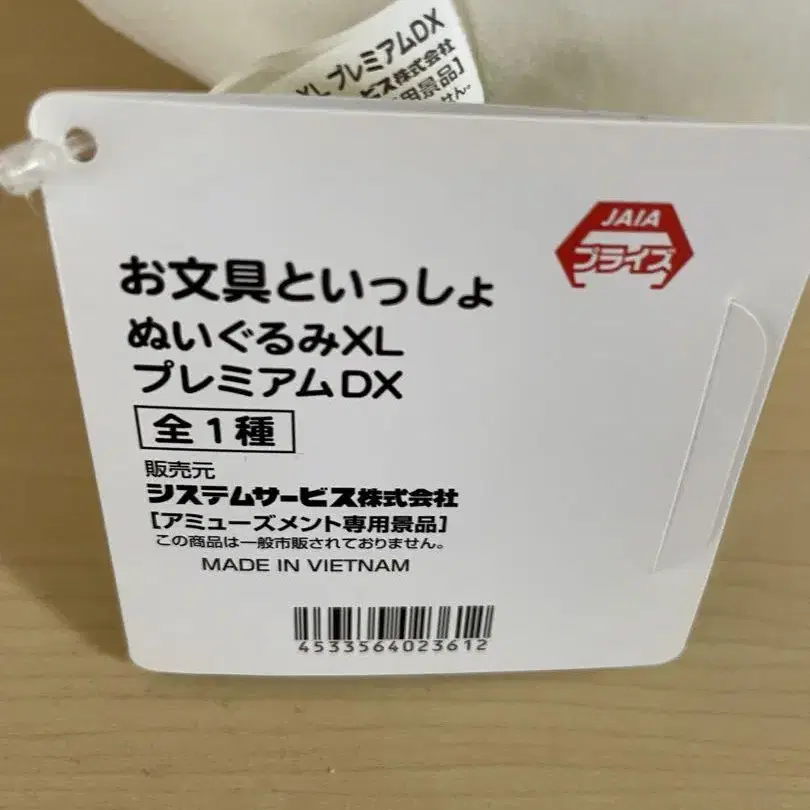 XL プレミアムDX
ビス株式会社
用景品]
せん。
JAIA
プライズ
お文具といっしょ
ぬいぐるみXL
プレミアムDX
全1種
販売元
システムサービス株式会社
[アミューズメント専用景品]
この商品は一般市販されておりません。
MADE IN VIETNAM
4533564023612